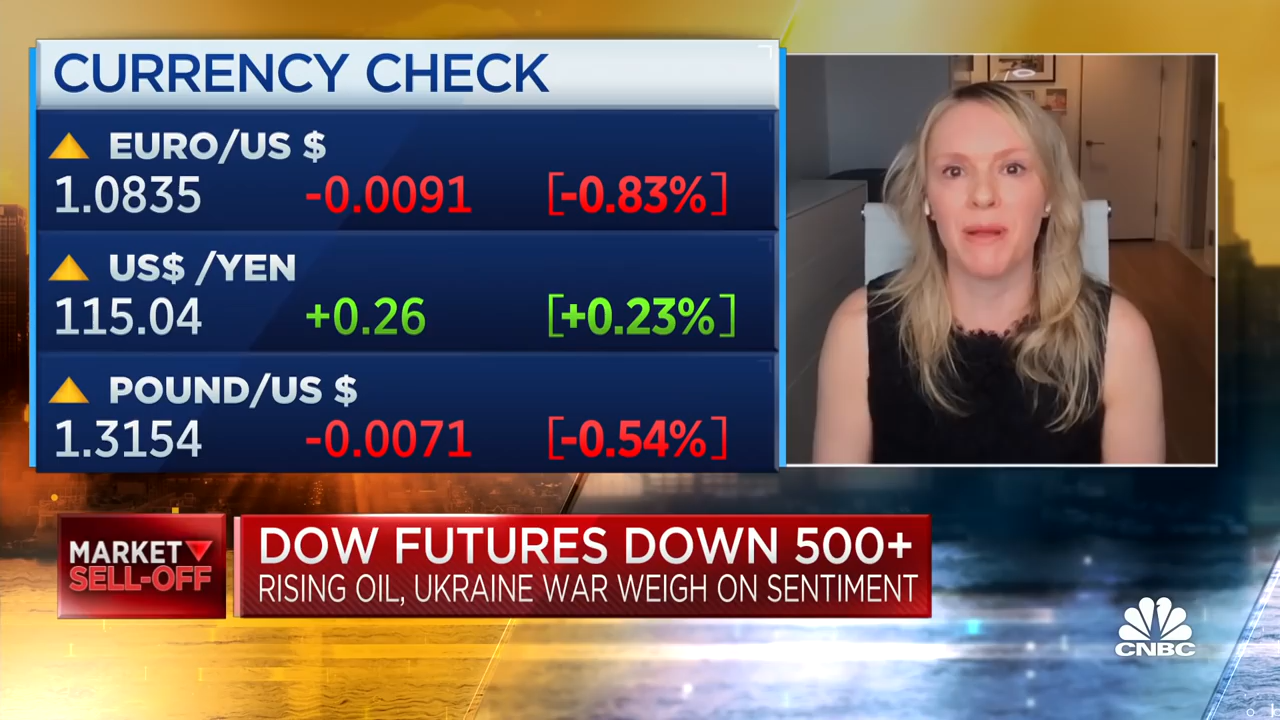 CURRENCY CHECK
EURO/US $
1.0835 -0.0091 [-0.83%]
US$ /YEN
115.04 +0.26 [+0.23%]
POUND/US $
1.3154 -0.0071 [-0.54%]
MARKET
SELL-OFF
DOW FUTURES DOWN 500+
RISING OIL, UKRAINE WAR WEIGH ON SENTIMENT
CNBC